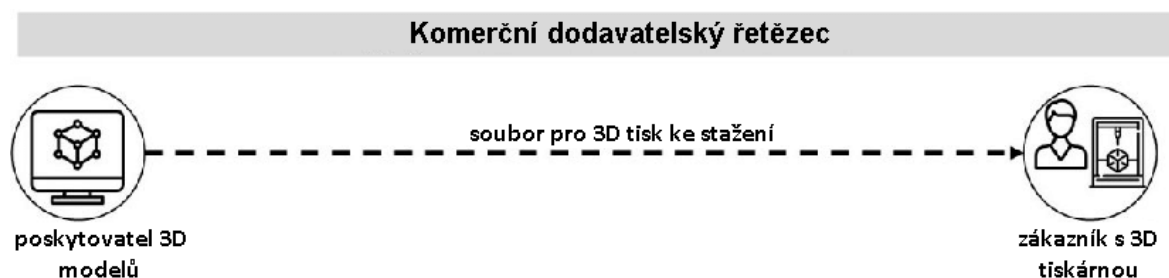 Komerční dodavatelský řetězec
soubor pro 3D tisk ke stažení
poskytovatel 3D
modelů
zákazník s 3D
tiskárnou